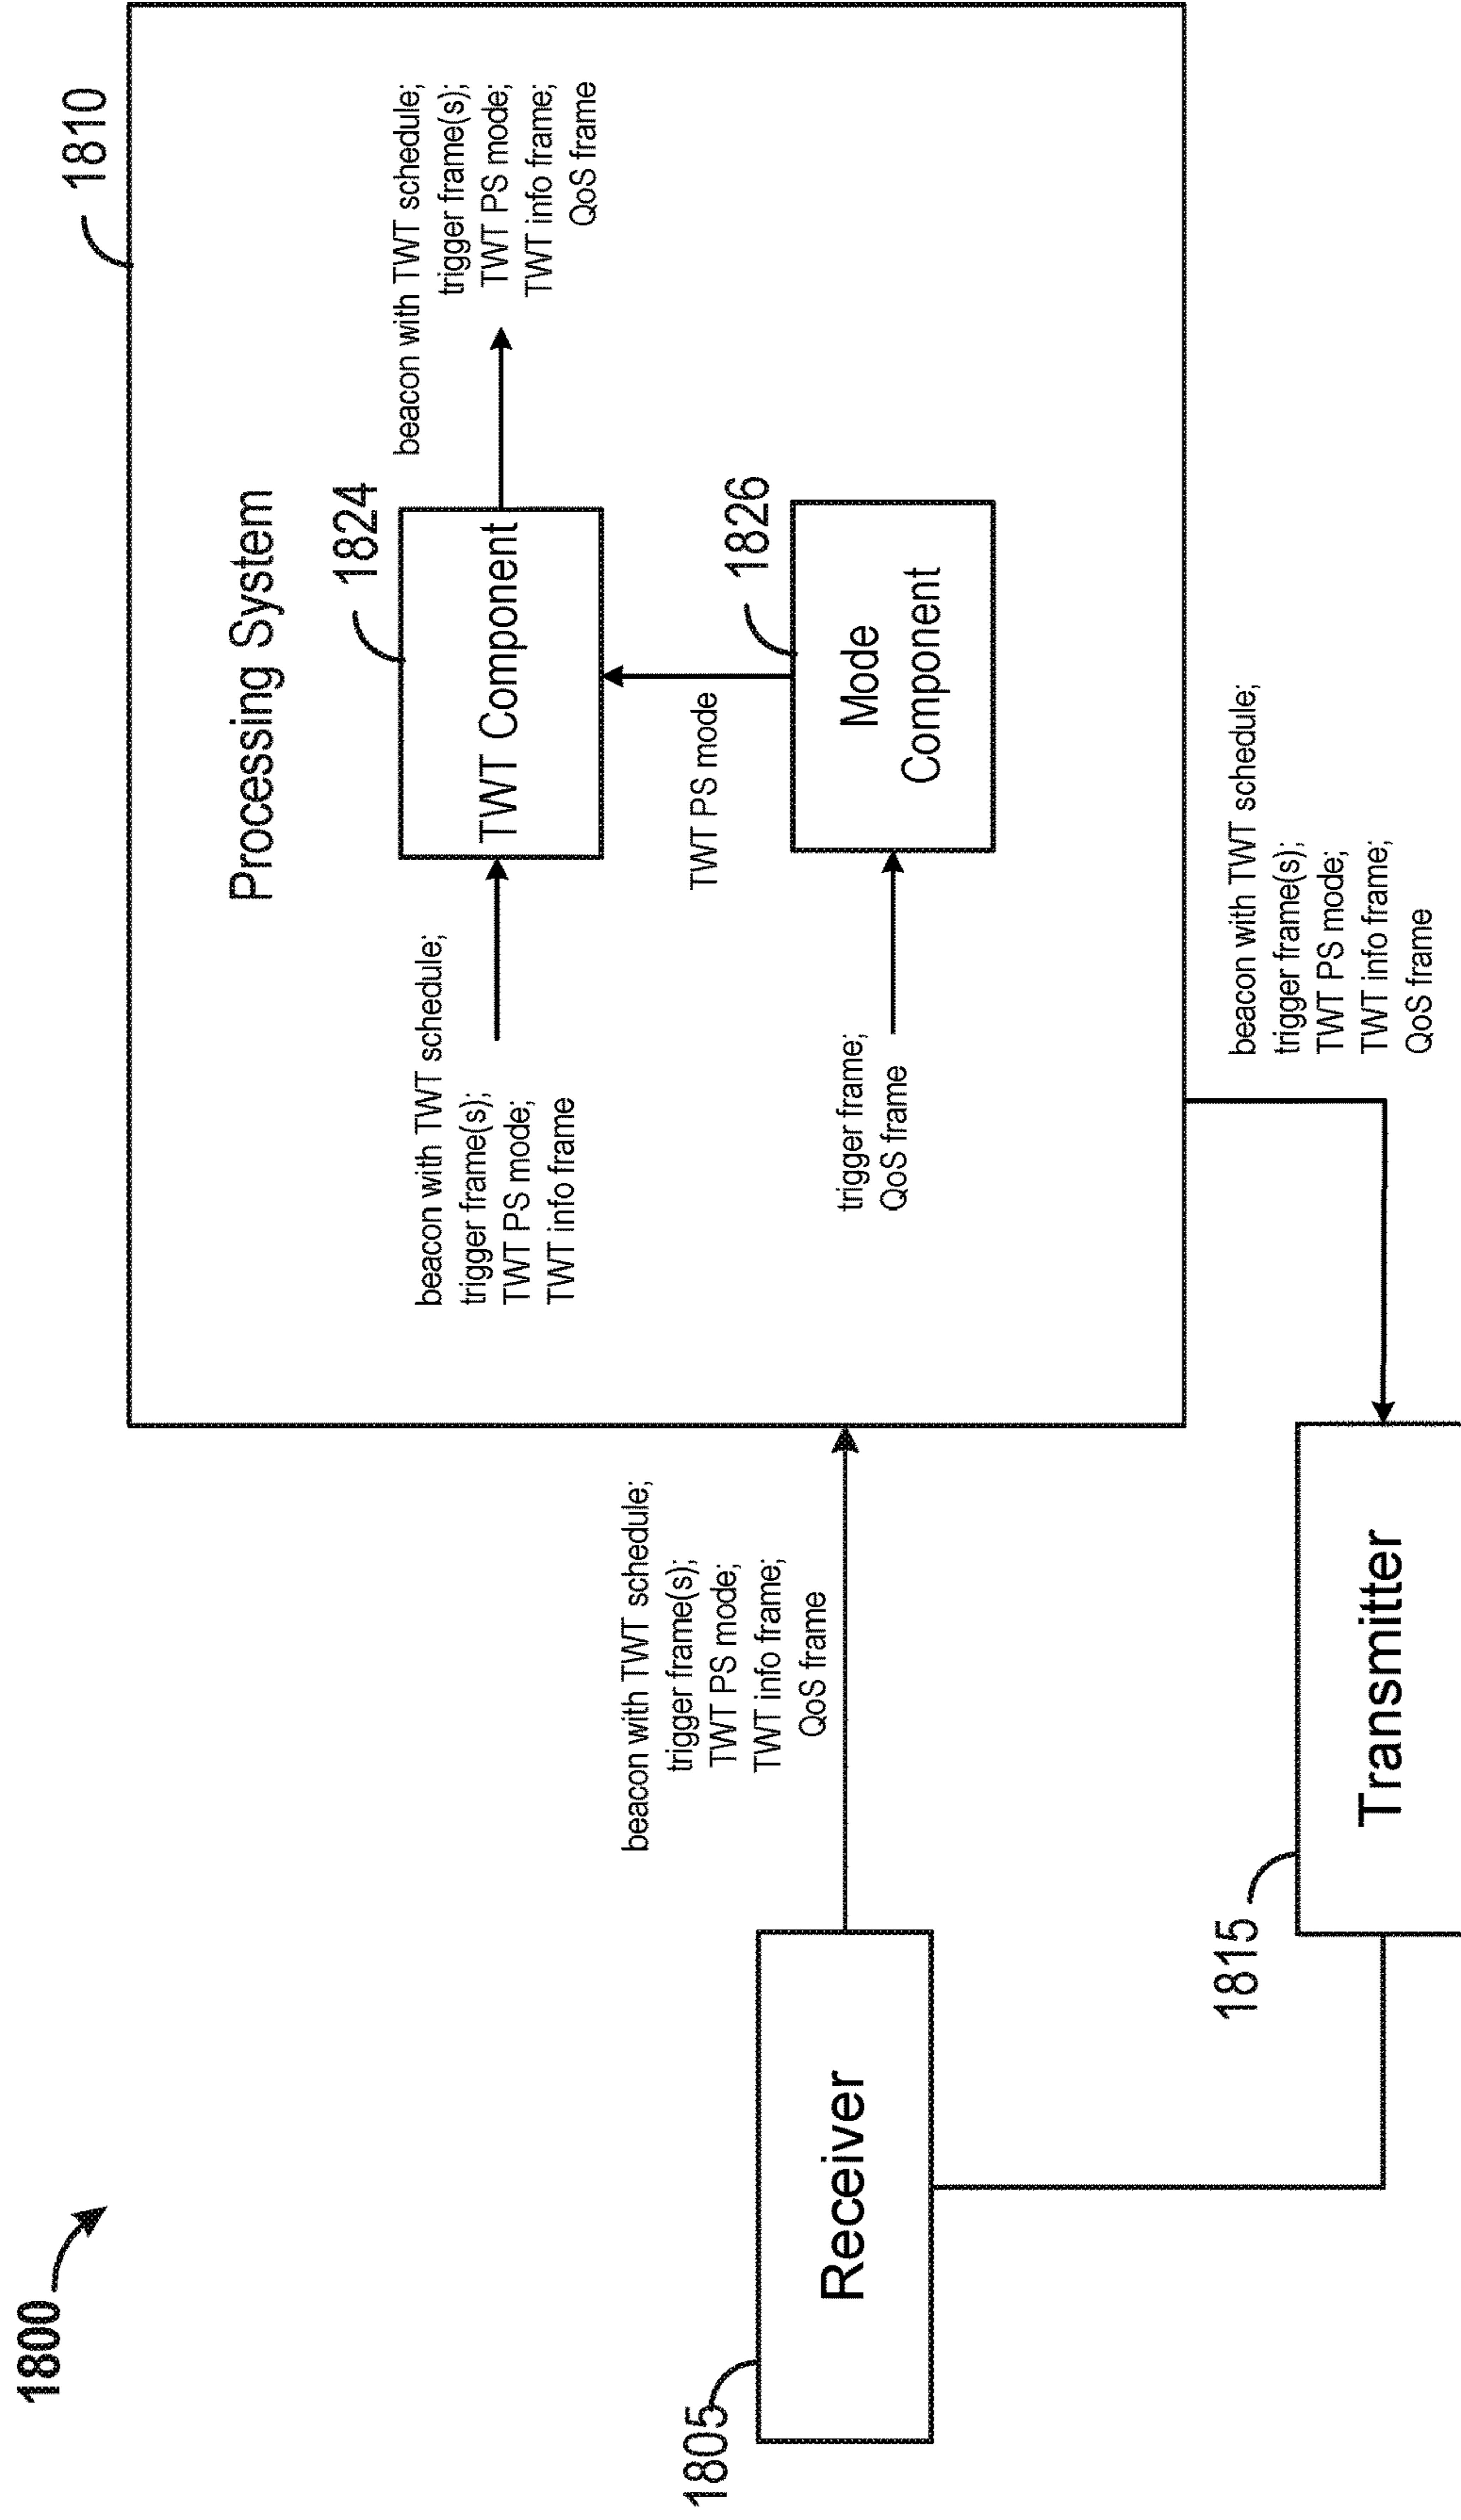 1800
1810
Processing System
1824
beacon with TWT schedule;
trigger frame(s);
TWT PS mode;
TWT info frame
TWT Component
beacon with TWT schedule;
trigger frame(s);
TWT PS mode;
TWT info frame;
QoS frame
TWT PS mode
1826
trigger frame;
QoS frame
Mode
Component
beacon with TWT schedule;
trigger frame(s);
TWT PS mode;
TWT info frame;
QoS frame
1805
Receiver
beacon with TWT schedule;
trigger frame(s);
TWT PS mode;
TWT info frame;
QoS frame
1815
Transmitter